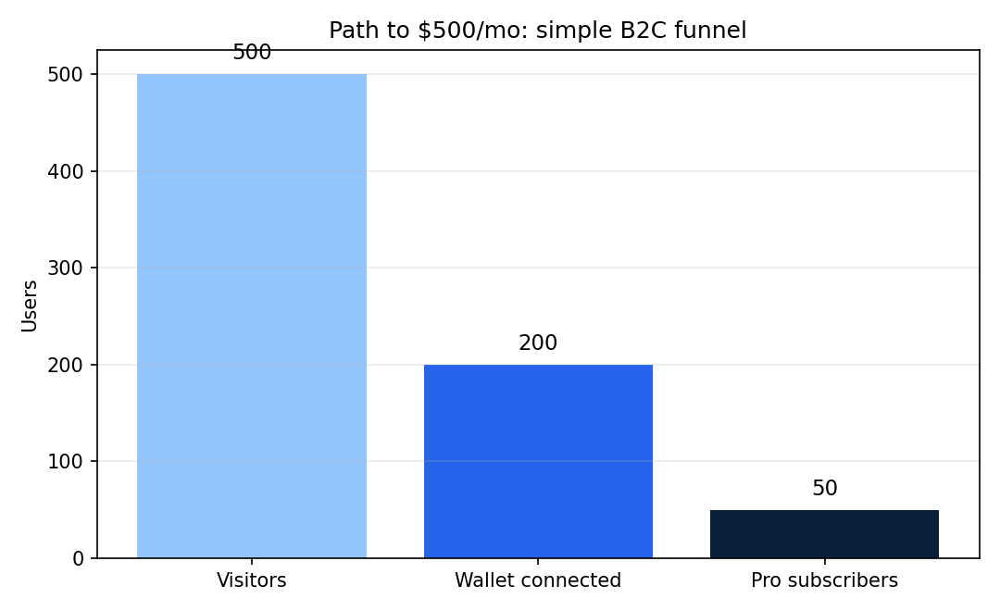 Path to $500/mo: simple B2C funnel
500
500
400
300
200
200
100
50
0
Users
Visitors
Wallet connected
Pro subscribers